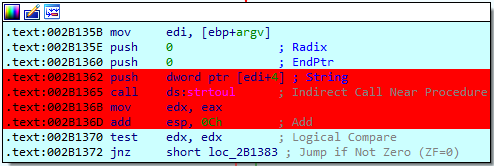 .text:002B135B mov edi, [ebp+argv]
.text:002B135E push 0 ; Radix
.text:002B1360 push 0 ; EndPtr
.text:002B1362 push dword ptr [edi+4] ; String
.text:002B1365 call ds:strtoul ; Indirect Call Near Procedure
.text:002B136B mov edx, eax
.text:002B136D add esp, 0Ch ; Add
.text:002B1370 test edx, edx ; Logical Compare
.text:002B1372 jnz short loc_2B1383 ; Jump if Not Zero (ZF=0)